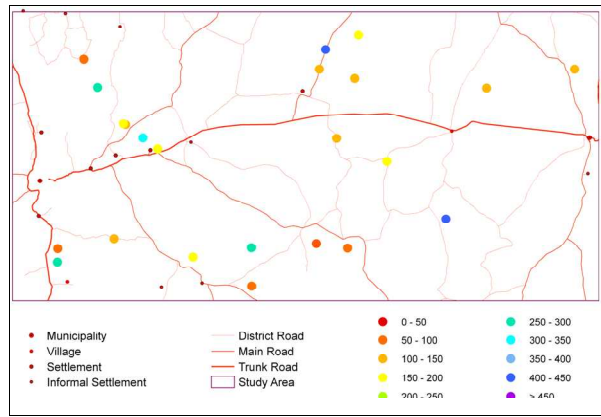 Municipality
Village
Settlement
Informal Settlement
District Road
Main Road
Trunk Road
Study Area
0 - 50
50 - 100
100 - 150
150 - 200
200 - 250
250 - 300
300 - 350
350 - 400
400 - 450
> 450